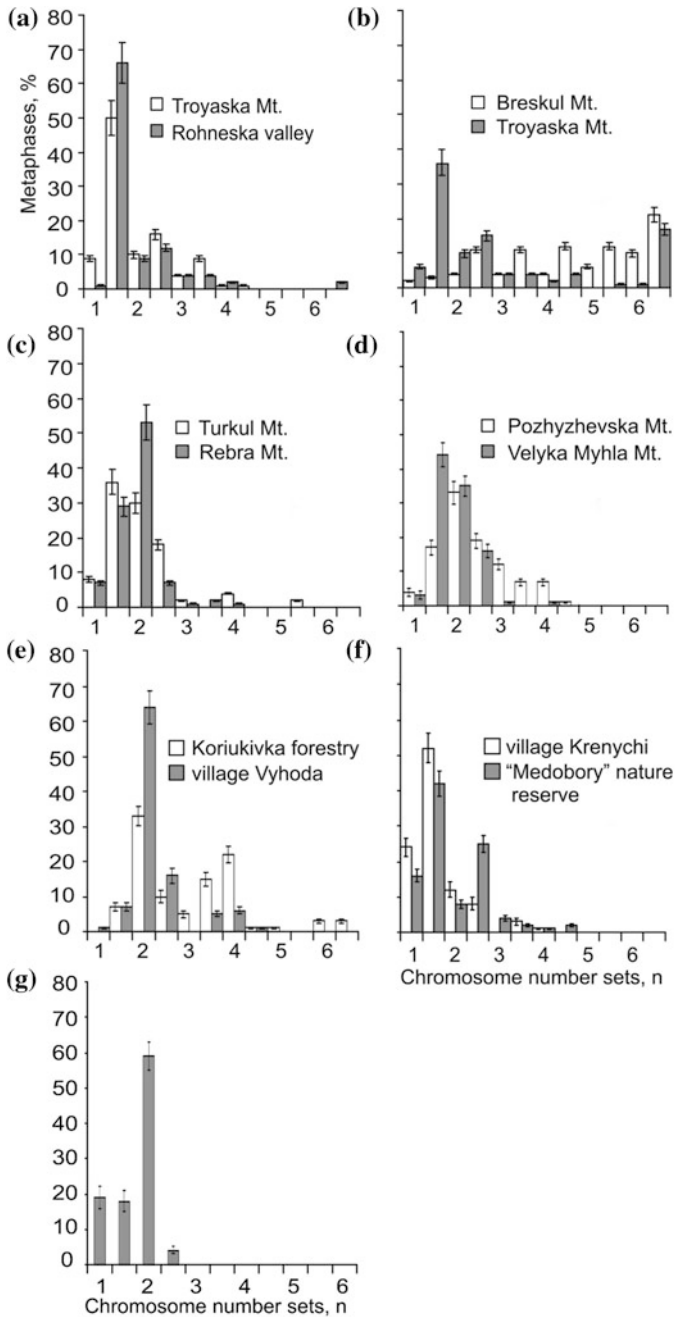 (a)
80
70
60
50
40
30
20
10
0
Metaphases, %
Troyaska Mt.
Rohneska valley
1 2 3 4 5 6
(b)
Breskul Mt.
Troyaska Mt.
1 2 3 4 5 6
(c)
80
70
60
50
40
30
20
10
0
Turkul Mt.
Rebra Mt.
1 2 3 4 5 6
(d)
Pozhyzhevska Mt.
Velyka Myhla Mt.
1 2 3 4 5 6
(e)
80
70
60
50
40
30
20
10
0
Koriukivka forestry
village Vyhoda
1 2 3 4 5 6
(f)
village Krenychi
“Medobory” nature
reserve
1 2 3 4 5 6
Chromosome number sets, n
(g)
80
70
60
50
40
30
20
10
0
1 2 3 4 5 6
Chromosome number sets, n